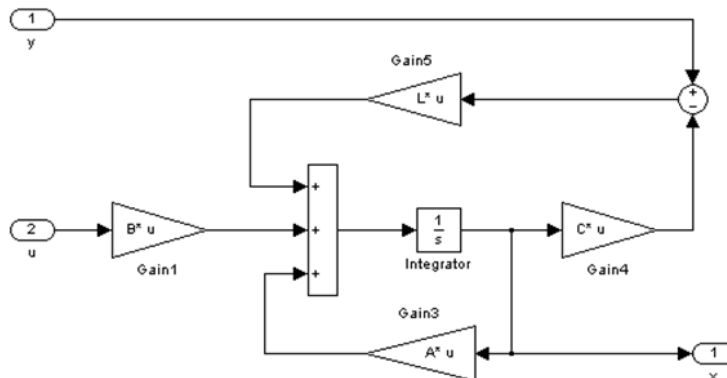 1
y
Gain5
L* u
+
−
+
2
u
B* u
+
1
s
C* u
Gain1
Integrator
Gain4
+
Gain3
A* u
1